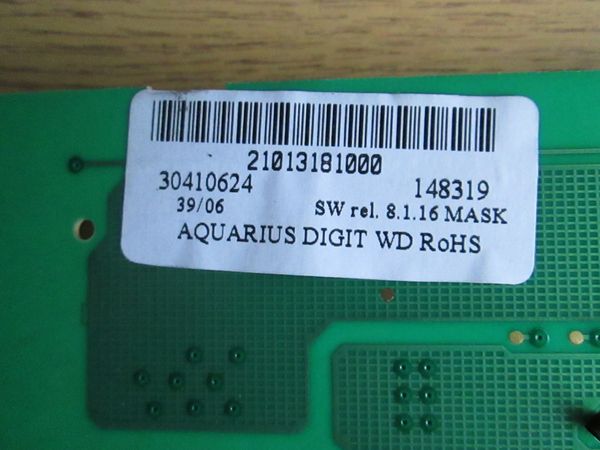 21013181000
30410624 148319
39/06 SW rel. 8.1.16 MASK
AQUARIUS DIGIT WD RoHS